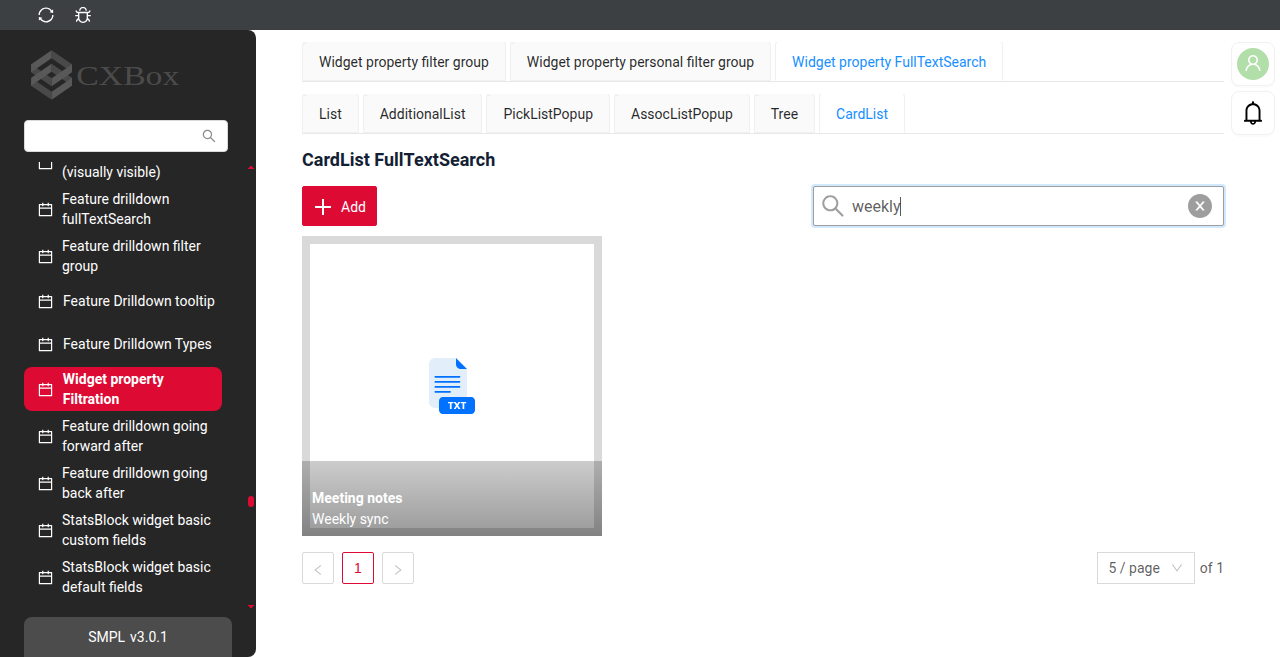 CXBox
(visually visible)
Feature drilldown
fullTextSearch
Feature drilldown filter
group
Feature Drilldown tooltip
Feature Drilldown Types
Widget property
Filtration
Feature drilldown going
forward after
Feature drilldown going
back after
StatsBlock widget basic
custom fields
StatsBlock widget basic
default fields
SMPL v3.0.1
Widget property filter group
Widget property personal filter group
Widget property FullTextSearch
List
AdditionalList
PickListPopup
AssocListPopup
Tree
CardList
CardList FullTextSearch
Add
weekly
TXT
Meeting notes
Weekly sync
1
5 / page
of 1